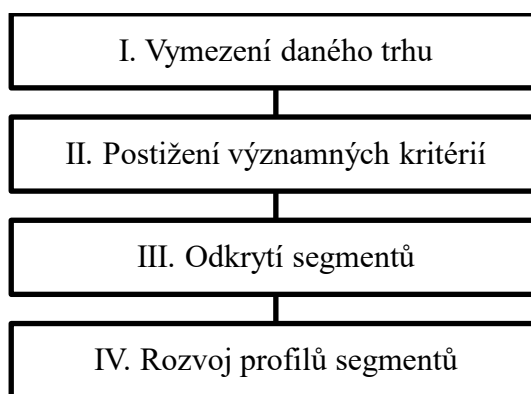 I. Vymezení daného trhu
II. Postižení významných kritérií
III. Odkrytí segmentů
IV. Rozvoj profilů segmentů